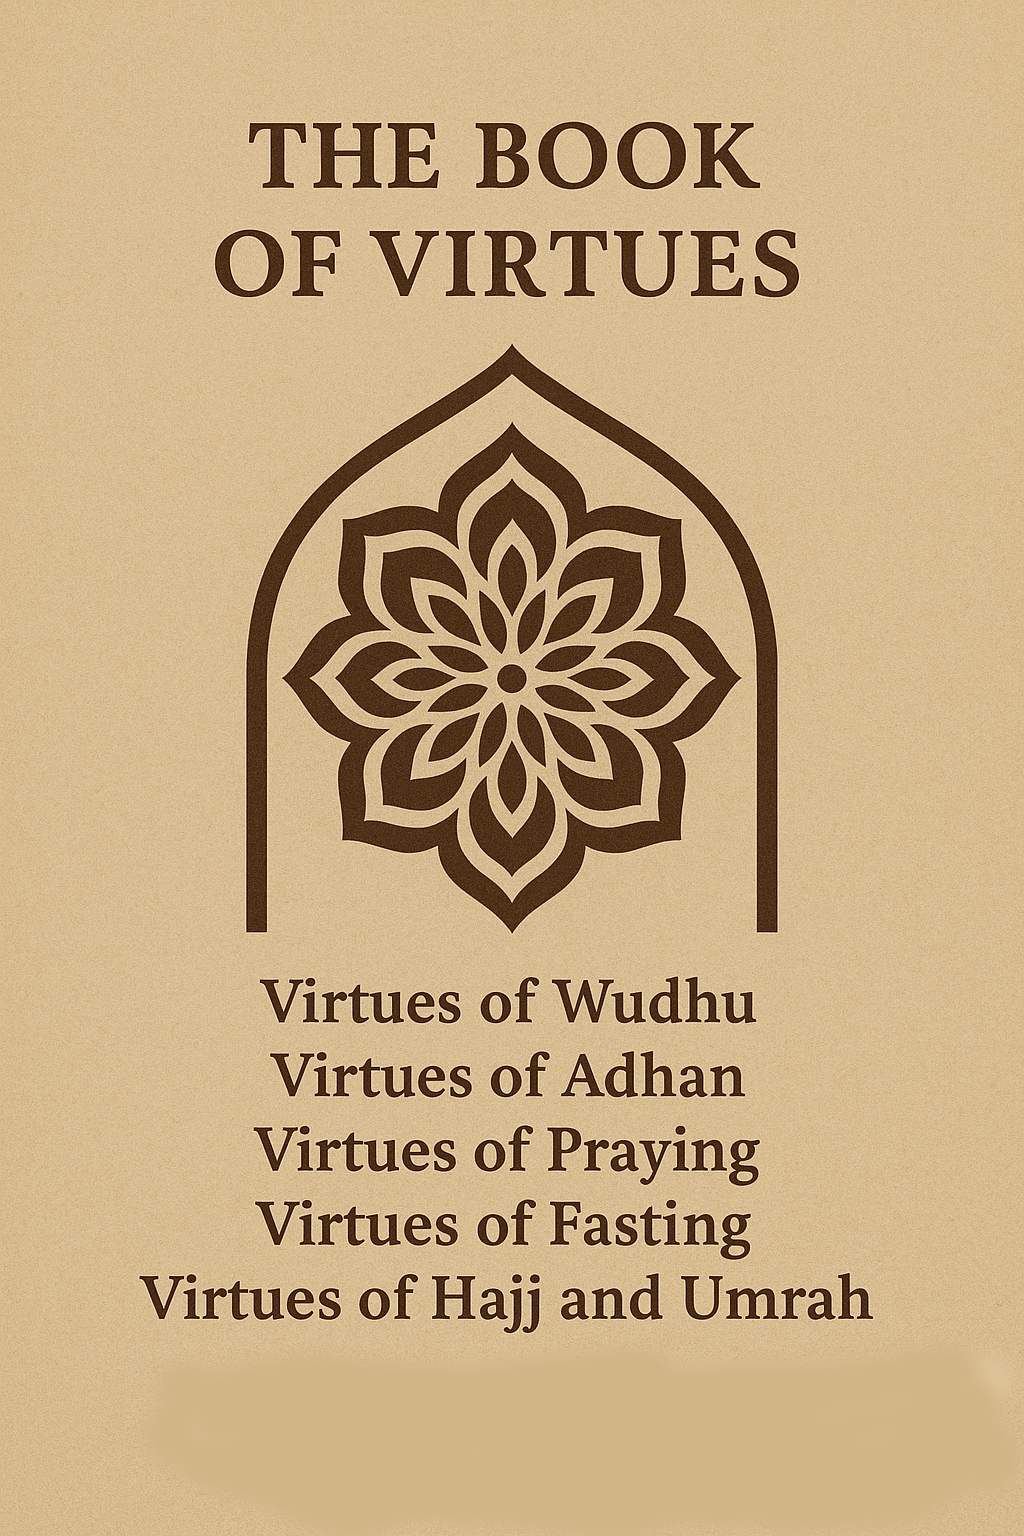 THE BOOK
OF VIRTUES
Virtues of Wudhu
Virtues of Adhan
Virtues of Praying
Virtues of Fasting
Virtues of Hajj and Umrah